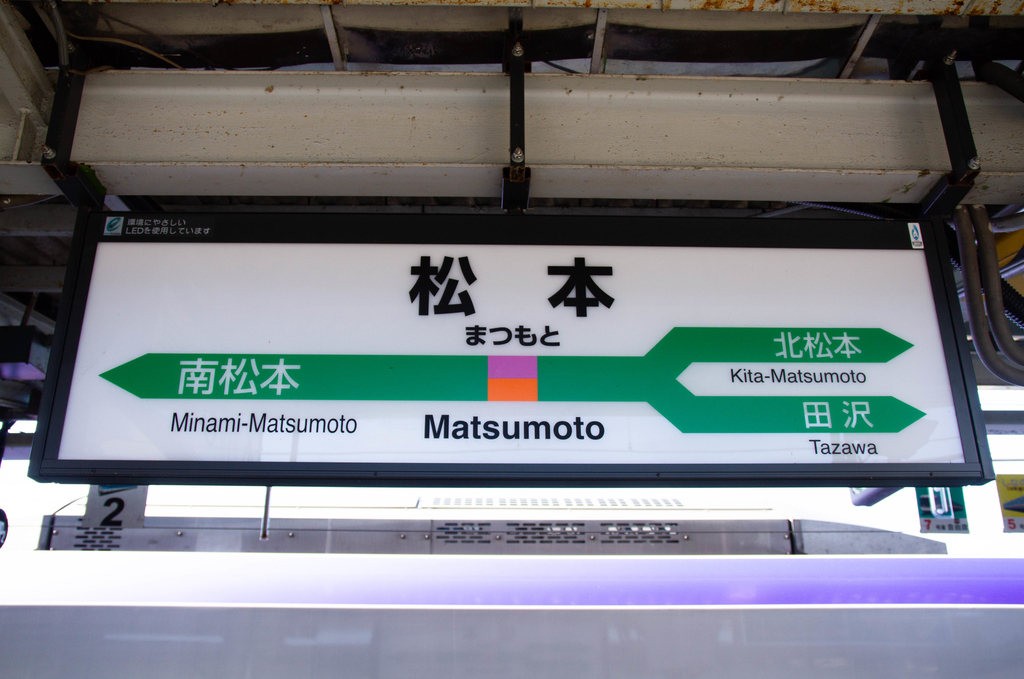 環境にやさしい
LEDを使用しています
松本
まつもと
南松本
Minami-Matsumoto
Matsumoto
北松本
Kita-Matsumoto
田沢
Tazawa
2
7
5